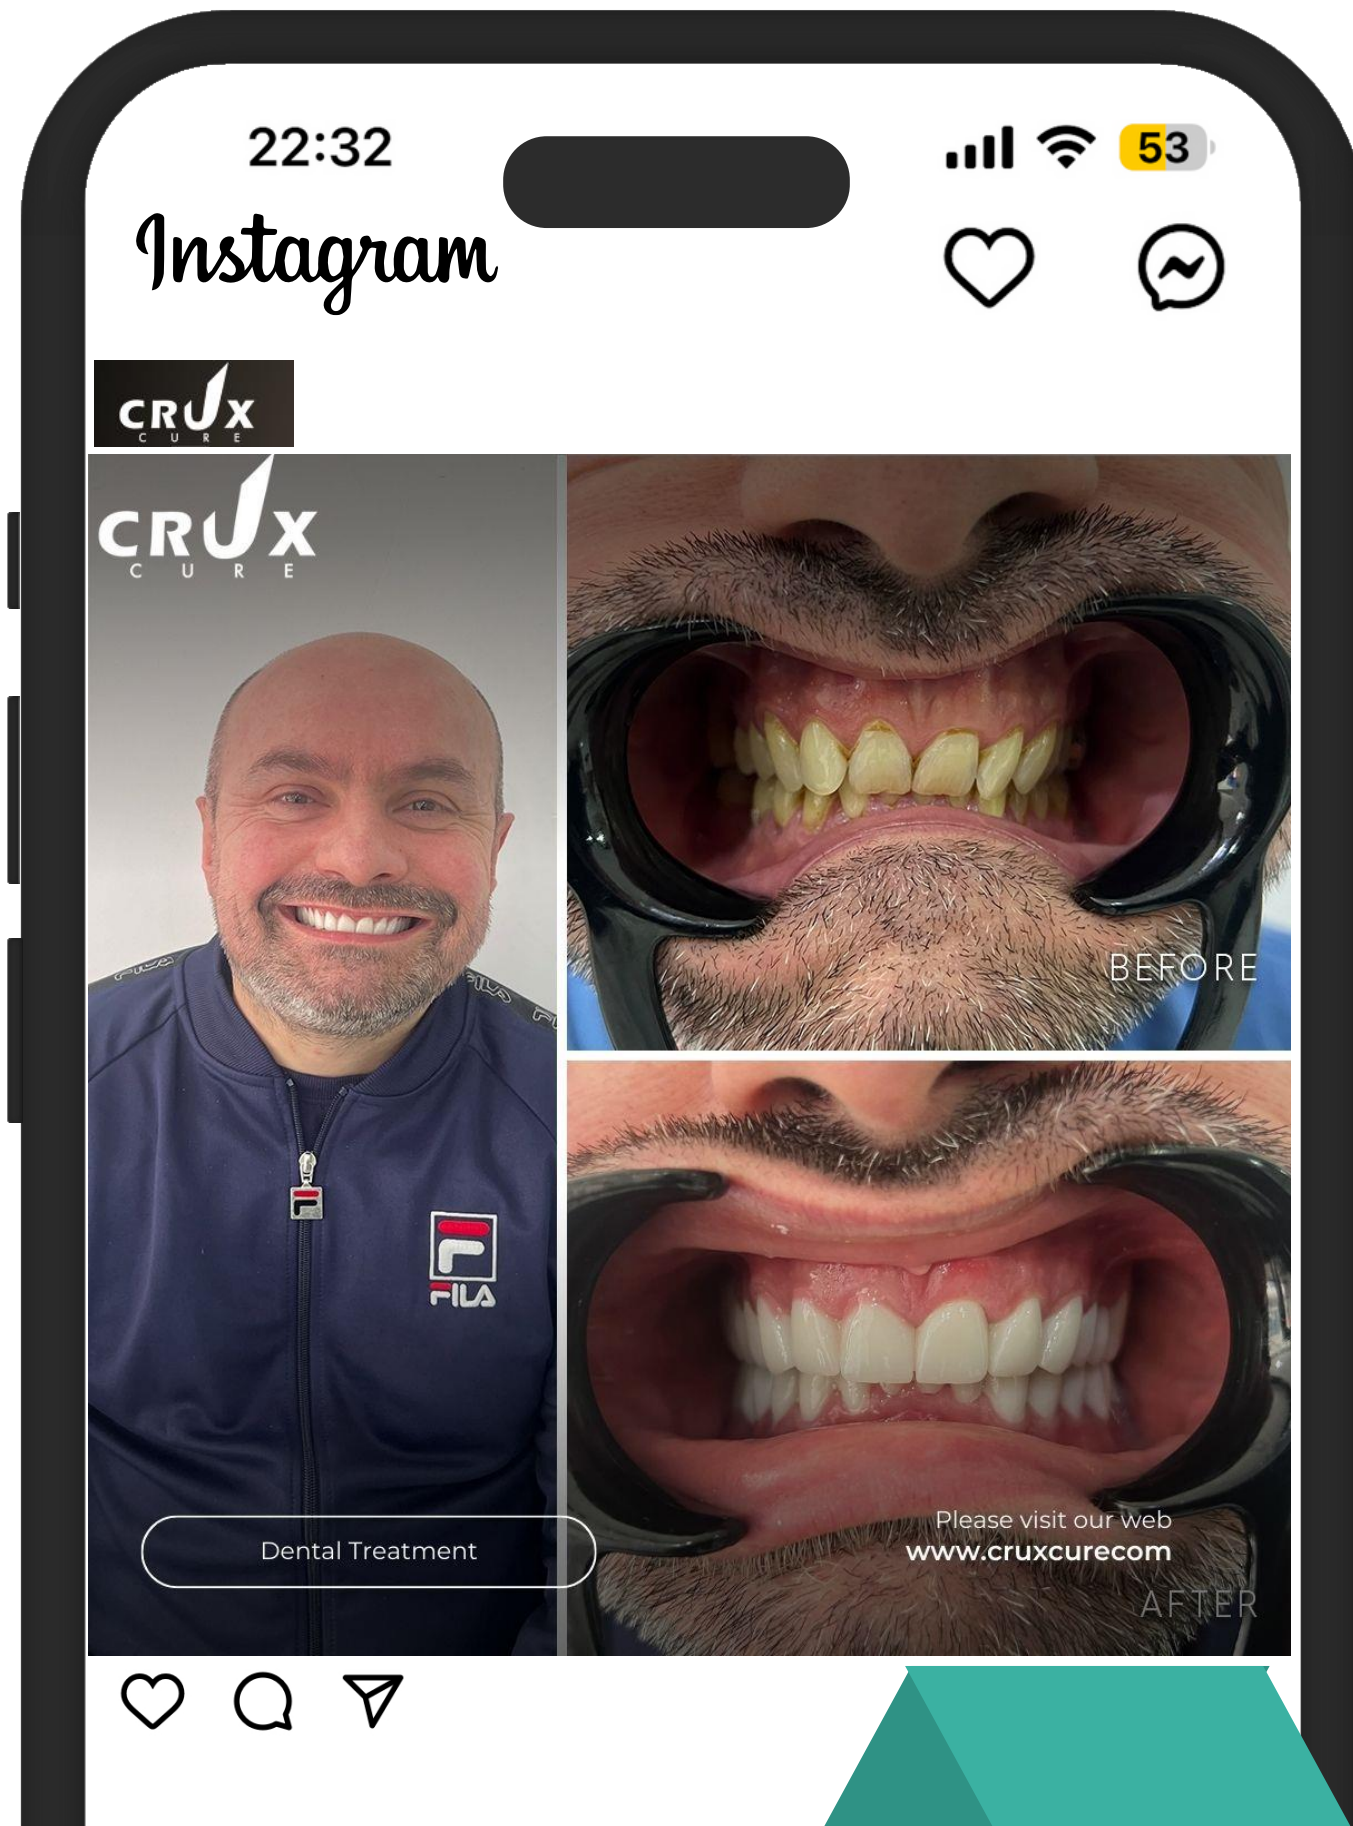 22:32
53
Instagram
CRUX
CURE
CRUX
CURE
FILA
FILA
FILA
BEFORE
Dental Treatment
Please visit our web
www.cruxcurecom
AFTER